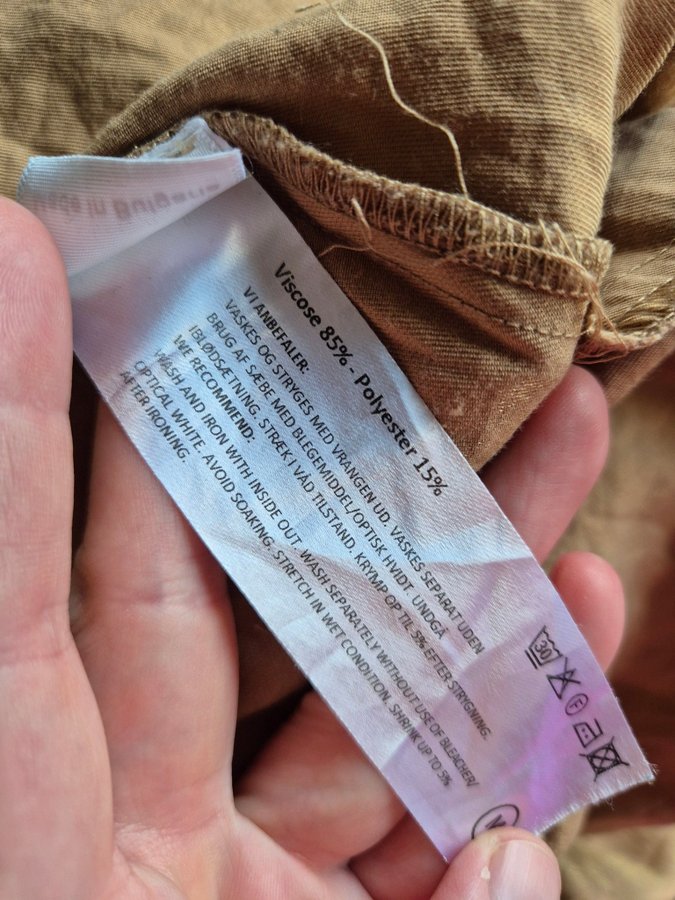 Viscose 85% - Polyester 15%
VI ANBEFALER:
VASKES OG STRYGES MED VRANGEN UD. VASKES SEPARAT UDEN
BRUG AF SÆBE MED BLEGEMIDDEL/OPTISK HVIDT. UNDGA
IBLØDSÆTNING. STRÆK I VÅD TILSTAND. KRYMP OP TIL 5% EFTER STRYGNING.
WE RECOMMEND.
WASH AND IRON WITH INSIDE OUT. WASH SEPARATELY WITHOUT USE OF BLEACHER/
OPTICAL WHITE. AVOID SOAKING. STRETCH IN WET CONDITION. SHRINK UP TO 5%
AFTER IRONING.
30
F